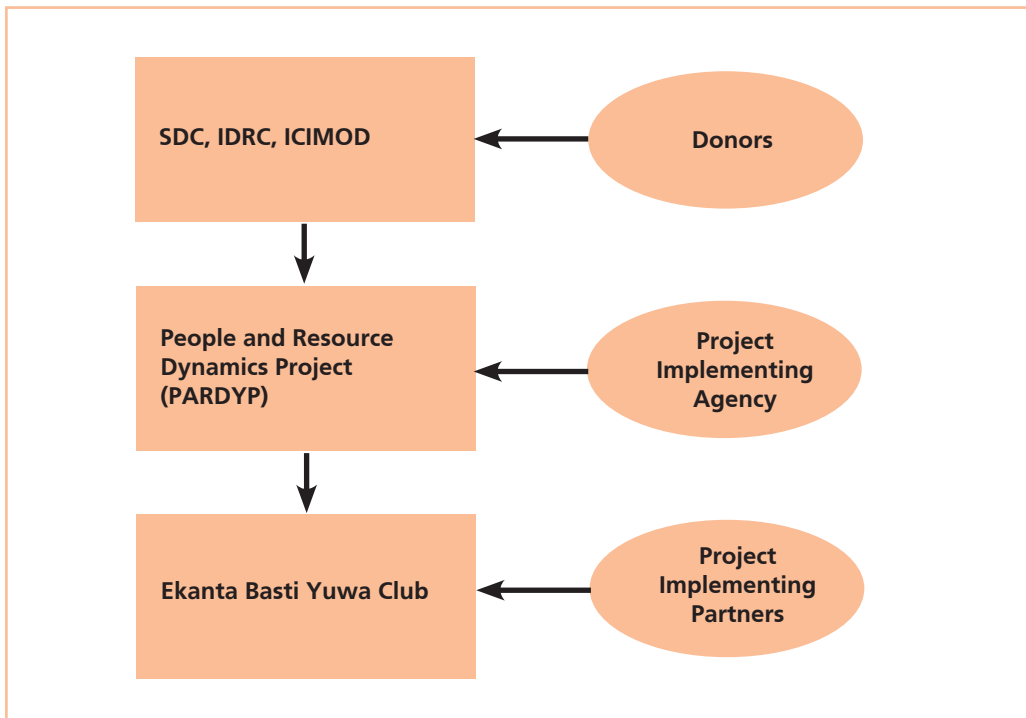 SDC, IDRC, ICIMOD
Donors
People and Resource
Dynamics Project
(PARDYP)
Project
Implementing
Agency
Ekanta Basti Yuwa Club
Project
Implementing
Partners